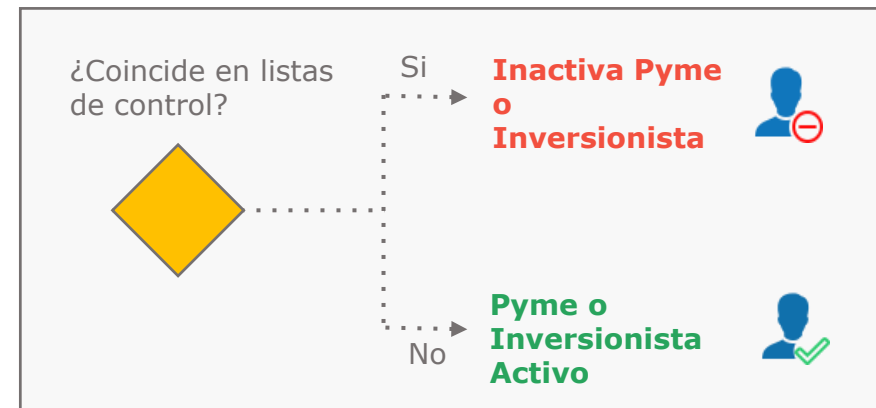 ¿Coincide en listas
de control?
Si
Inactiva Pyme
o
Inversionista
Pyme o
Inversionista
Activo
No